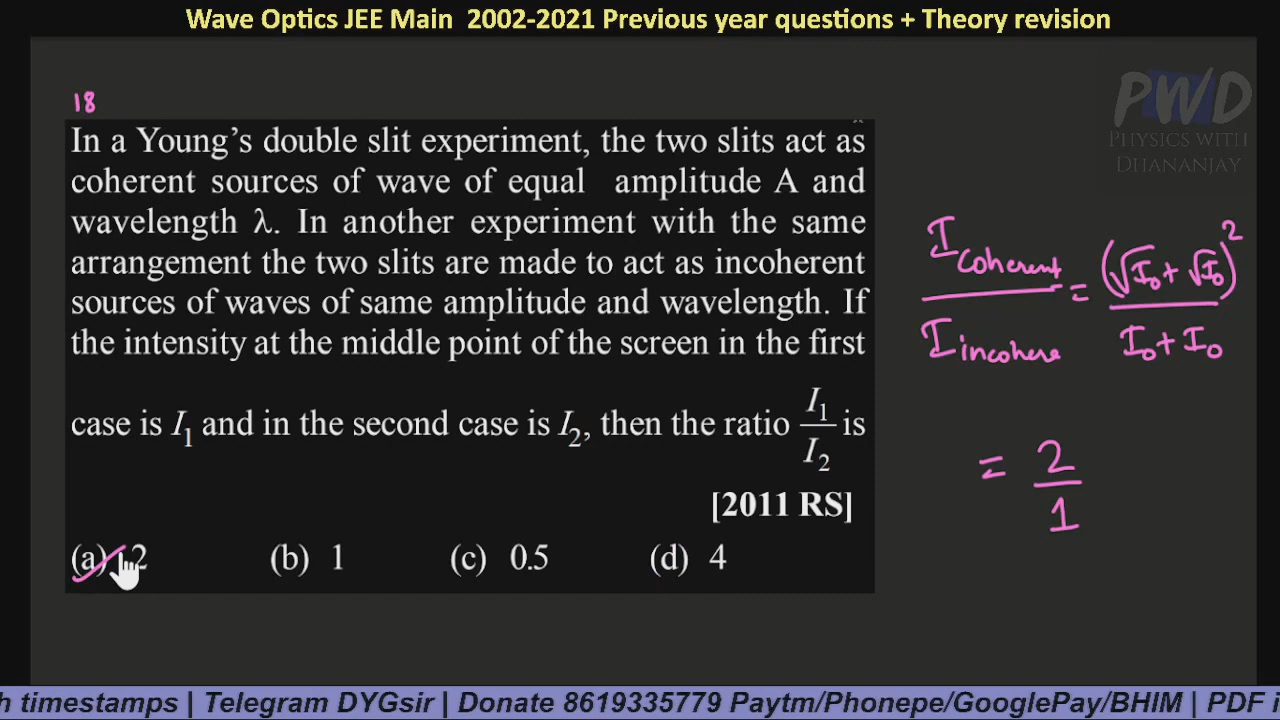 Wave Optics JEE Main 2002-2021 Previous year questions + Theory revision
PWD
PHYSICS WITH
DHANANJAY
18
In a Young's double slit experiment, the two slits act as
coherent sources of wave of equal amplitude A and
wavelength λ. In another experiment with the same
arrangement the two slits are made to act as incoherent
sources of waves of same amplitude and wavelength. If
the intensity at the middle point of the screen in the first
case is I₁ and in the second case is I₂, then the ratio I₁/I₂ is
[2011 RS]
(a) 2 (b) 1 (c) 0.5 (d) 4
I coherent / I incohere = (√I₀ + √I₀)² / I₀ + I₀
= 2/1
h timestamps | Telegram DYGsir | Donate 8619335779 Paytm/Phonepe/GooglePay/BHIM | PDF i